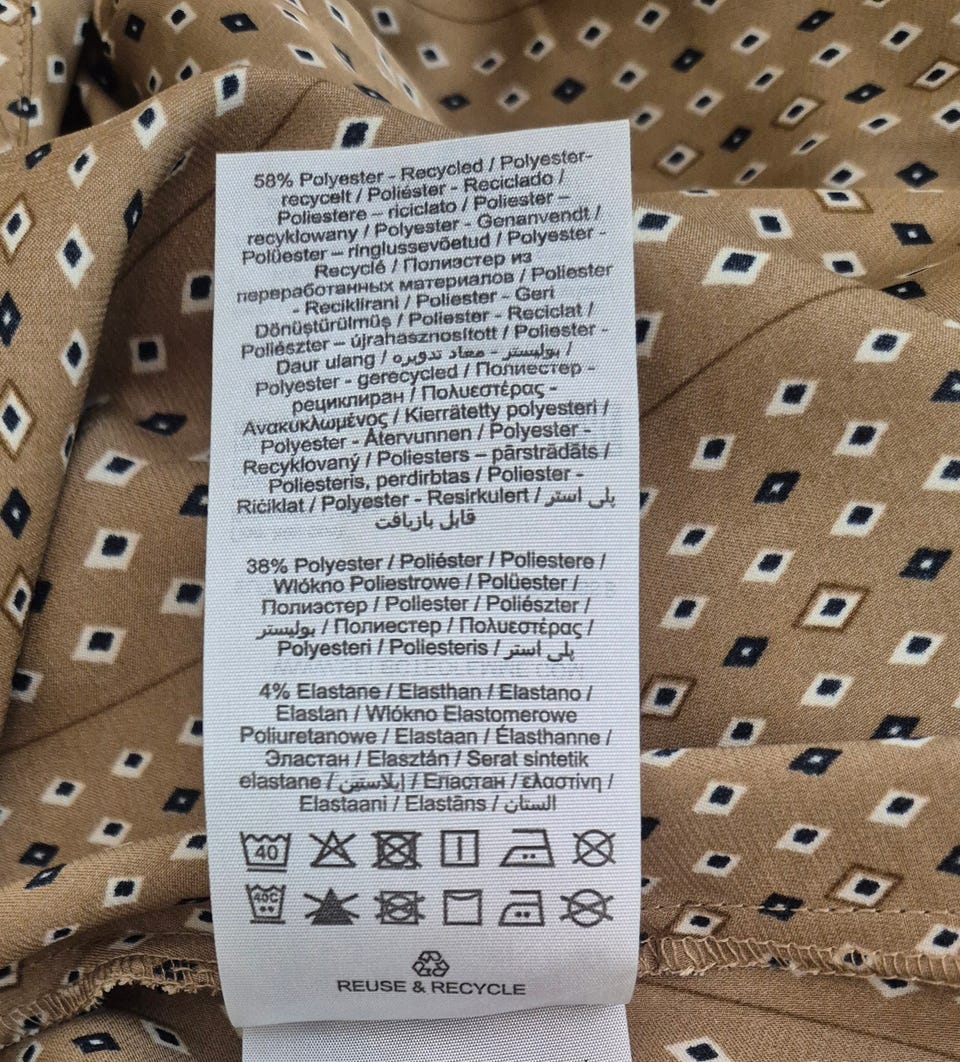 58% Polyester - Recycled / Polyester-
recycelt / Poliéster - Reciclado /
Poliestere – riciclato / Poliester –
recyklowany / Polyester - Genanvendt /
Polüester – ringlussevõetud / Polyester -
Recyclé / Полиэстер из
переработанных материалов / Poliester
- Reciklirani / Poliester - Geri
Dönüştürülmüş / Poliester - Reciclat /
Poliészter – újrahasznosított / Poliester -
Daur ulang / بوليستر - معاد تدويره /
Polyester - gerecycled / Полиестер -
рециклиран / Πολυεστέρας -
Ανακυκλωμένος / Kierrätetty polyesteri /
Polyester - Återvunnen / Polyester -
Recyklovaný / Poliesters – pārstrādāts /
Poliesteris, perdirbtas / Poliester -
Riċiklat / Polyester - Resirkulert / پلی استر
قابل بازیافت
38% Polyester / Poliéster / Poliestere /
Włókno Poliestrowe / Polüester /
Полиэстер / Poliester / Poliészter /
بوليستر / Полиестер / Πολυεστέρας /
Polyesteri / Poliesteris / پلی استر
4% Elastane / Elasthan / Elastano /
Elastan / Włókno Elastomerowe
Poliuretanowe / Elastaan / Élasthanne /
Эластан / Elasztán / Serat sintetik
elastane / إيلاستين / Еластан / ελαστίνη /
Elastaani / Elastāns / الستان
40
40C
REUSE & RECYCLE